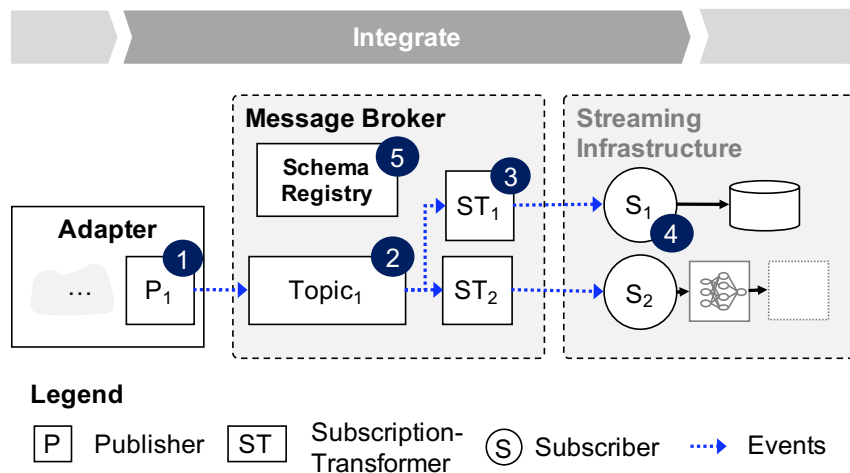 Integrate
Message Broker
Streaming
Infrastructure
Schema
Registry
5
3
ST₁
S₁
4
Adapter
...
P₁
1
Topic₁
2
ST₂
S₂
Legend
P Publisher
ST Subscription-
Transformer
S Subscriber
Events